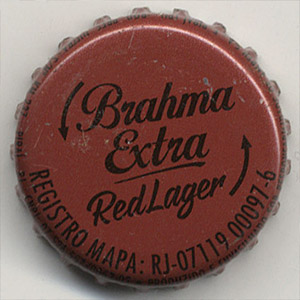 Brahma
Extra
Red Lager
REGISTRO MAPA: RJ-07119 00097-6